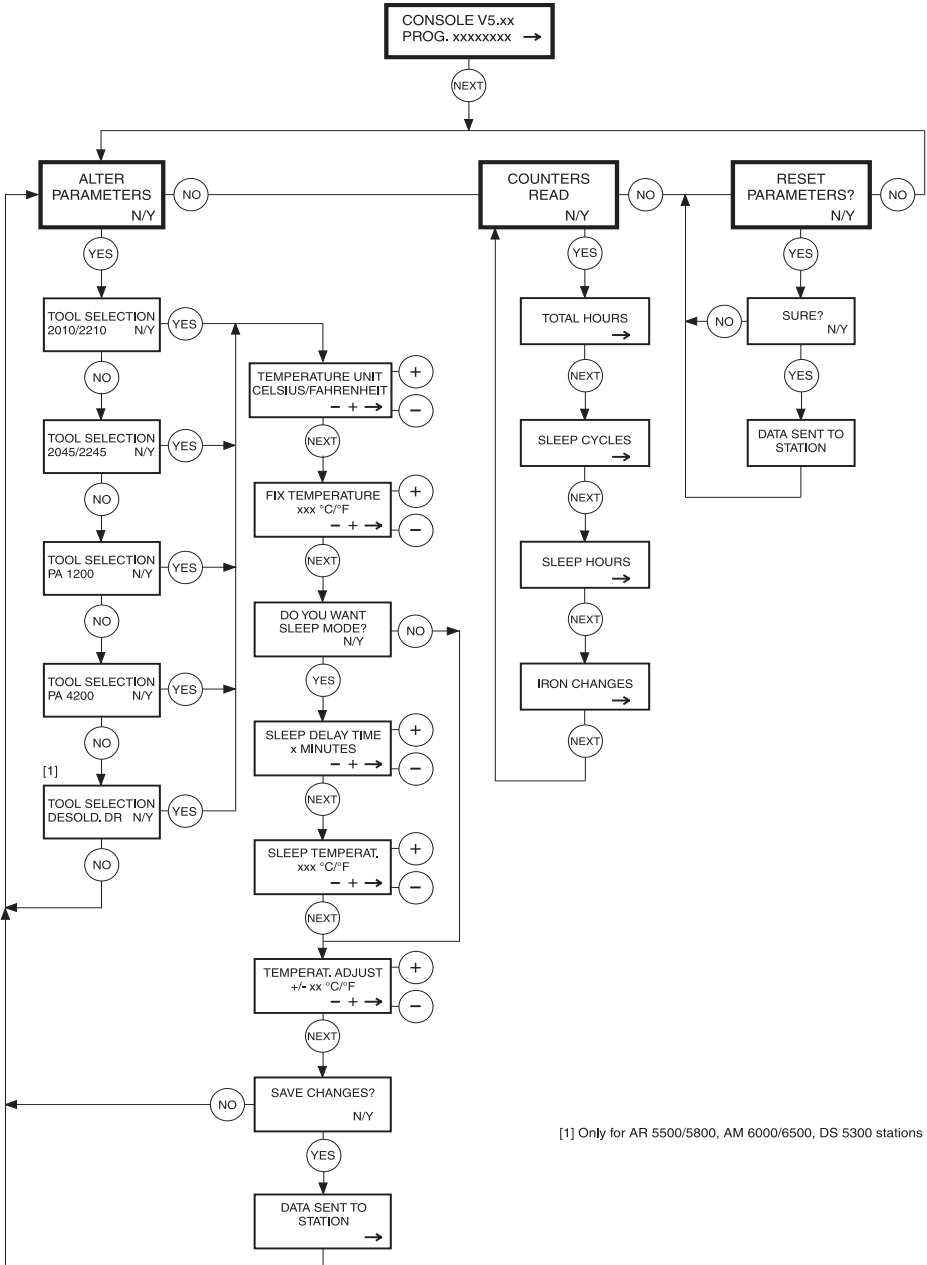 CONSOLE V5.xx
PROG. xxxxxxxx →
NEXT
ALTER
PARAMETERS
N/Y
NO
YES
TOOL SELECTION
2010/2210 N/Y
YES
NO
TOOL SELECTION
2045/2245 N/Y
YES
NO
TOOL SELECTION
PA 1200 N/Y
YES
NO
TOOL SELECTION
PA 4200 N/Y
YES
NO
[1]
TOOL SELECTION
DESOLD. DR N/Y
YES
NO
TEMPERATURE UNIT
CELSIUS/FAHRENHEIT
− + →
+
−
NEXT
FIX TEMPERATURE
xxx °C/°F
− + →
+
−
NEXT
DO YOU WANT
SLEEP MODE?
N/Y
NO
YES
SLEEP DELAY TIME
x MINUTES
− + →
+
−
NEXT
SLEEP TEMPERAT.
xxx °C/°F
− + →
+
−
NEXT
TEMPERAT. ADJUST
+/- xx °C/°F
− + →
+
−
NEXT
SAVE CHANGES?
N/Y
NO
YES
DATA SENT TO
STATION
→
COUNTERS
READ
N/Y
NO
YES
TOTAL HOURS
→
NEXT
SLEEP CYCLES
→
NEXT
SLEEP HOURS
→
NEXT
IRON CHANGES
→
NEXT
RESET
PARAMETERS?
N/Y
NO
YES
SURE?
N/Y
NO
YES
DATA SENT TO
STATION
[1] Only for AR 5500/5800, AM 6000/6500, DS 5300 stations